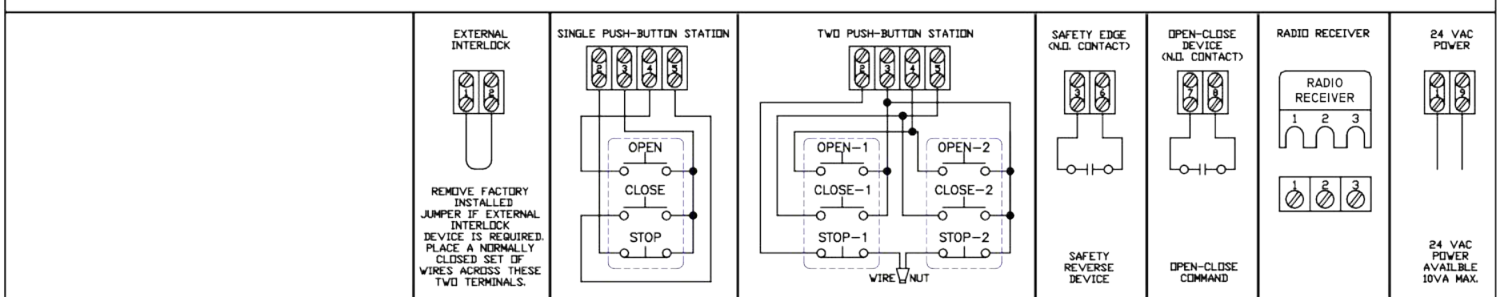 EXTERNAL
INTERLOCK
1 2
REMOVE FACTORY
INSTALLED
JUMPER IF EXTERNAL
INTERLOCK
DEVICE IS REQUIRED.
PLACE A NORMALLY
CLOSED SET OF
WIRES ACROSS THESE
TWO TERMINALS.
SINGLE PUSH-BUTTON STATION
2 3 4 5
OPEN
CLOSE
STOP
TWO PUSH-BUTTON STATION
2 3 4 5
OPEN-1 OPEN-2
CLOSE-1 CLOSE-2
STOP-1 STOP-2
WIRE NUT
SAFETY EDGE
(N.O. CONTACT)
3 6
SAFETY
REVERSE
DEVICE
OPEN-CLOSE
DEVICE
(N.O. CONTACT)
7 8
OPEN-CLOSE
COMMAND
RADIO RECEIVER
RADIO
RECEIVER
1 2 3
1 2 3
24 VAC
POWER
1 9
24 VAC
POWER
AVAILBLE
10VA MAX.